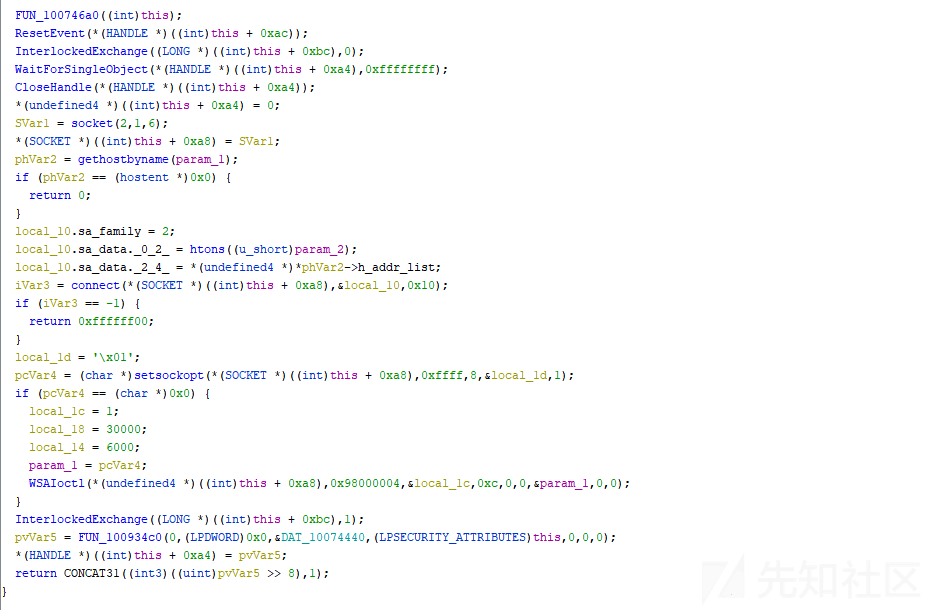 FUN_100746a0((int)this);
ResetEvent(*(HANDLE *)((int)this + 0xac));
InterlockedExchange((LONG *)((int)this + 0xbc),0);
WaitForSingleObject(*(HANDLE *)((int)this + 0xa4),0xffffffff);
CloseHandle(*(HANDLE *)((int)this + 0xa4));
*(undefined4 *)((int)this + 0xa4) = 0;
SVar1 = socket(2,1,6);
*(SOCKET *)((int)this + 0xa8) = SVar1;
phVar2 = gethostbyname(param_1);
if (phVar2 == (hostent *)0x0) {
return 0;
}
local_10.sa_family = 2;
local_10.sa_data._0_2_ = htons((u_short)param_2);
local_10.sa_data._2_4_ = *(undefined4 *)*phVar2->h_addr_list;
iVar3 = connect(*(SOCKET *)((int)this + 0xa8),&local_10,0x10);
if (iVar3 == -1) {
return 0xffffff00;
}
local_1d = '\x01';
pcVar4 = (char *)setsockopt(*(SOCKET *)((int)this + 0xa8),0xffff,8,&local_1d,1);
if (pcVar4 == (char *)0x0) {
local_1c = 1;
local_18 = 30000;
local_14 = 6000;
param_1 = pcVar4;
WSAIoctl(*(undefined4 *)((int)this + 0xa8),0x98000004,&local_1c,0xc,0,0,&param_1,0,0);
}
InterlockedExchange((LONG *)((int)this + 0xbc),1);
pvVar5 = FUN_100934c0(0,(LPDWORD)0x0,&DAT_10074440,(LPSECURITY_ATTRIBUTES)this,0,0,0);
*(HANDLE *)((int)this + 0xa4) = pvVar5;
return CONCAT31((int3)((uint)pvVar5 >> 8),1);
}
先知社区